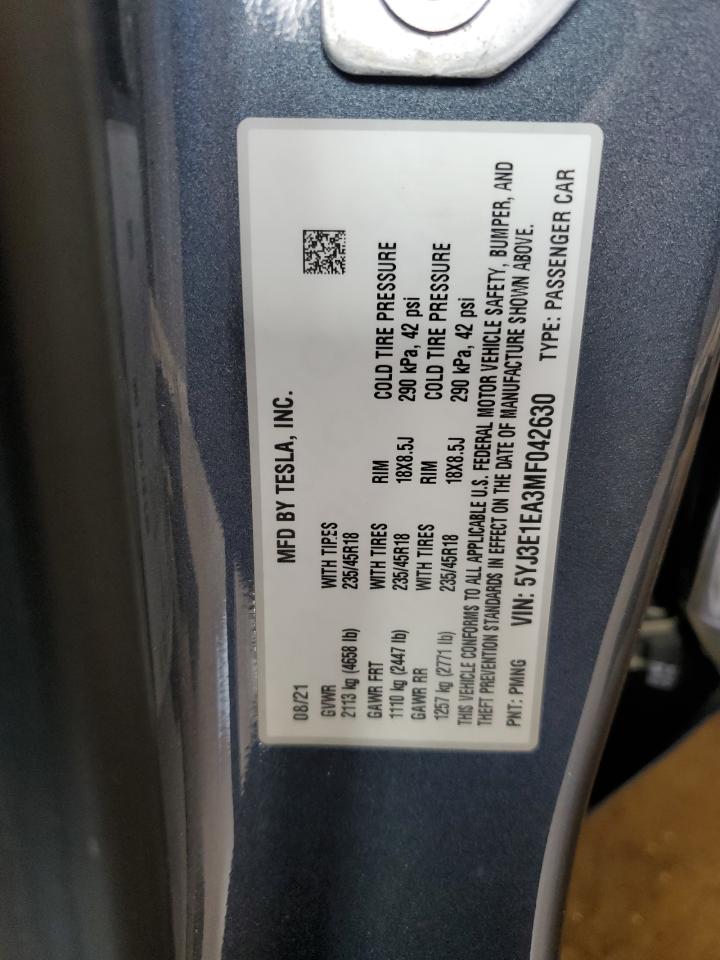 MFD BY TESLA, INC.
08/21
GVWR WITH TIRES
2113 kg (4658 lb) 235/45R18
GAWR FRT WITH TIRES RIM COLD TIRE PRESSURE
1110 kg (2447 lb) 235/45R18 18X8.5J 290 kPa, 42 psi
GAWR RR WITH TIRES RIM COLD TIRE PRESSURE
1257 kg (2771 lb) 235/45R18 18X8.5J 290 kPa, 42 psi
THIS VEHICLE CONFORMS TO ALL APPLICABLE U.S. FEDERAL MOTOR VEHICLE SAFETY, BUMPER, AND
THEFT PREVENTION STANDARDS IN EFFECT ON THE DATE OF MANUFACTURE SHOWN ABOVE.
PNT: PMNG VIN: 5YJ3E1EA3MF042630 TYPE: PASSENGER CAR